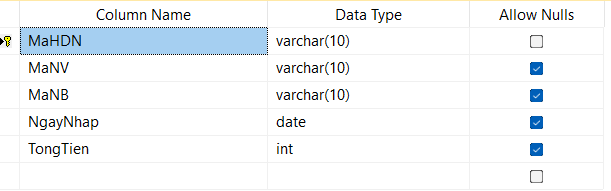 Column Name Data Type Allow Nulls
MaHDN varchar(10)
MaNV varchar(10)
MaNB varchar(10)
NgayNhap date
TongTien int